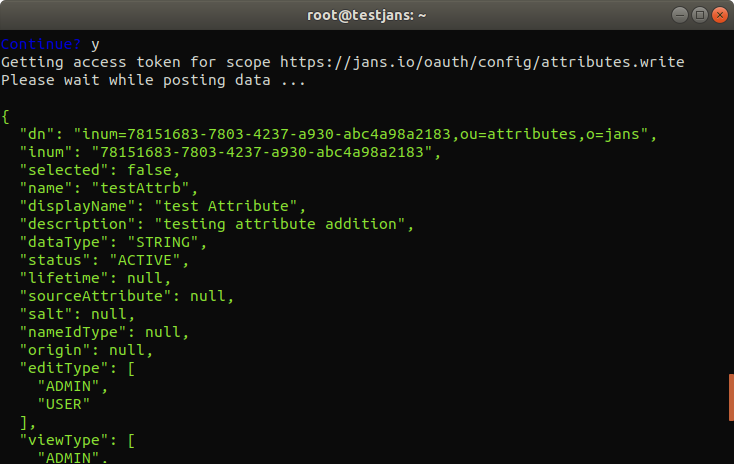 root@testjans: ~
Continue? y
Getting access token for scope https://jans.io/oauth/config/attributes.write
Please wait while posting data ...
{
  "dn": "inum=78151683-7803-4237-a930-abc4a98a2183,ou=attributes,o=jans",
  "inum": "78151683-7803-4237-a930-abc4a98a2183",
  "selected": false,
  "name": "testAttrb",
  "displayName": "test Attribute",
  "description": "testing attribute addition",
  "dataType": "STRING",
  "status": "ACTIVE",
  "lifetime": null,
  "sourceAttribute": null,
  "salt": null,
  "nameIdType": null,
  "origin": null,
  "editType": [
    "ADMIN",
    "USER"
  ],
  "viewType": [
    "ADMIN",